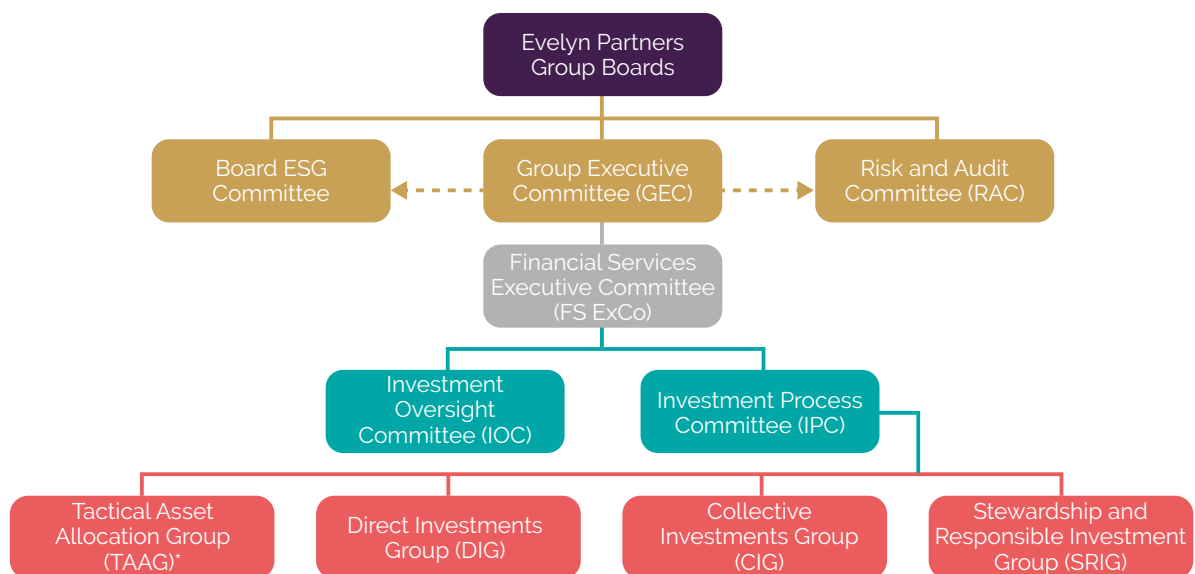 Evelyn Partners
Group Boards
Board ESG
Committee
Group Executive
Committee (GEC)
Risk and Audit
Committee (RAC)
Financial Services
Executive Committee
(FS ExCo)
Investment
Oversight
Committee (IOC)
Investment Process
Committee (IPC)
Tactical Asset
Allocation Group
(TAAG)*
Direct Investments
Group (DIG)
Collective
Investments Group
(CIG)
Stewardship and
Responsible Investment
Group (SRIG)